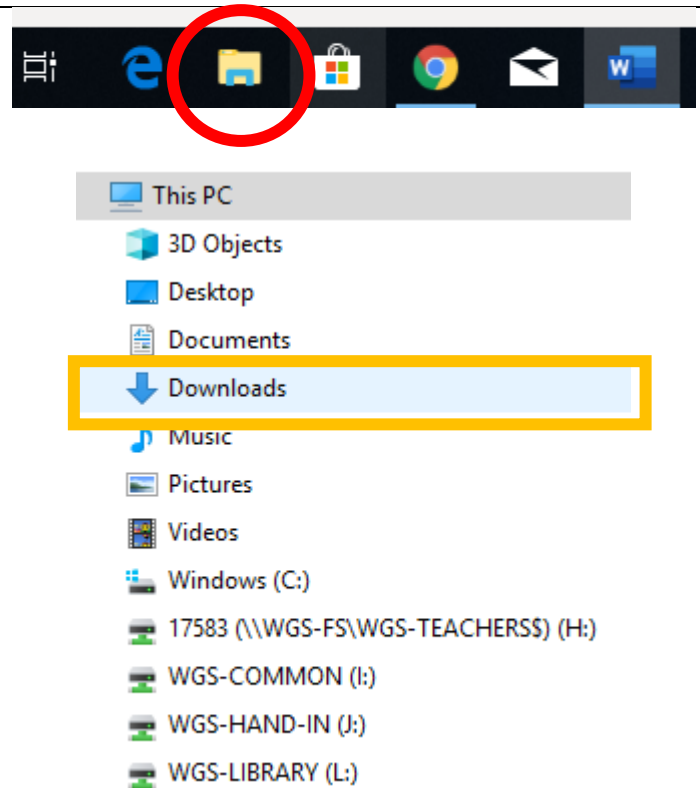 W
This PC
3D Objects
Desktop
Documents
Downloads
Music
Pictures
Videos
Windows (C:)
17583 (\\WGS-FS\WGS-TEACHERS$) (H:)
WGS-COMMON (I:)
WGS-HAND-IN (J:)
WGS-LIBRARY (L:)